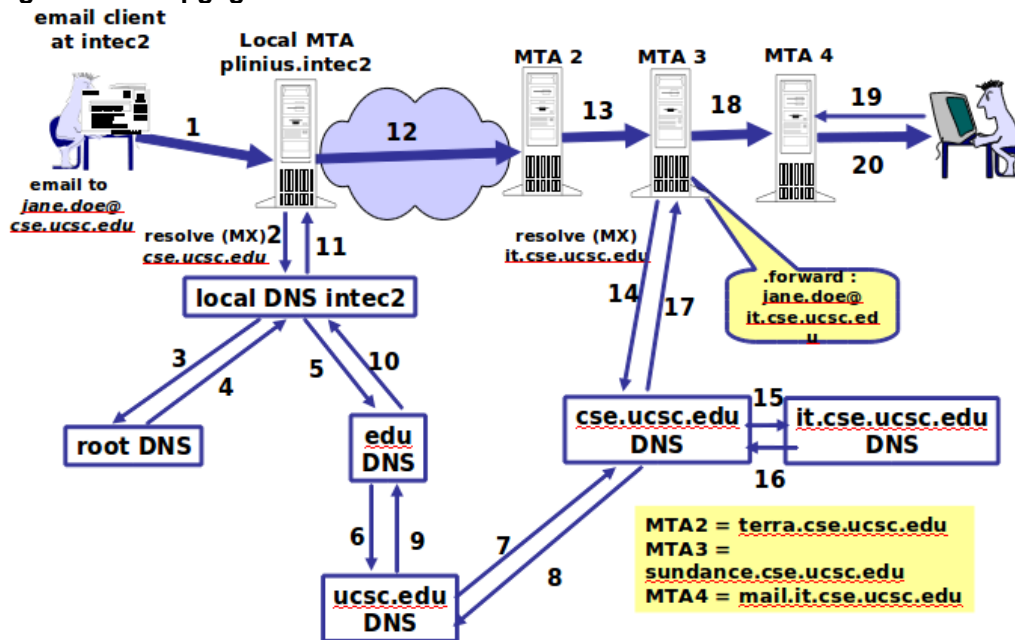 email client
at intec2
Local MTA
plinius.intec2
MTA 2
MTA 3
MTA 4
1
12
13
18
19
20
email to
jane.doe@
cse.ucsc.edu
resolve (MX)
cse.ucsc.edu
2
11
resolve (MX)
it.cse.ucsc.edu
14
17
.forward :
jane.doe@
it.cse.ucsc.ed
u
local DNS intec2
3
4
5
10
root DNS
edu
DNS
cse.ucsc.edu
DNS
15
16
it.cse.ucsc.edu
DNS
6
9
7
8
ucsc.edu
DNS
MTA2 = terra.cse.ucsc.edu
MTA3 =
sundance.cse.ucsc.edu
MTA4 = mail.it.cse.ucsc.edu